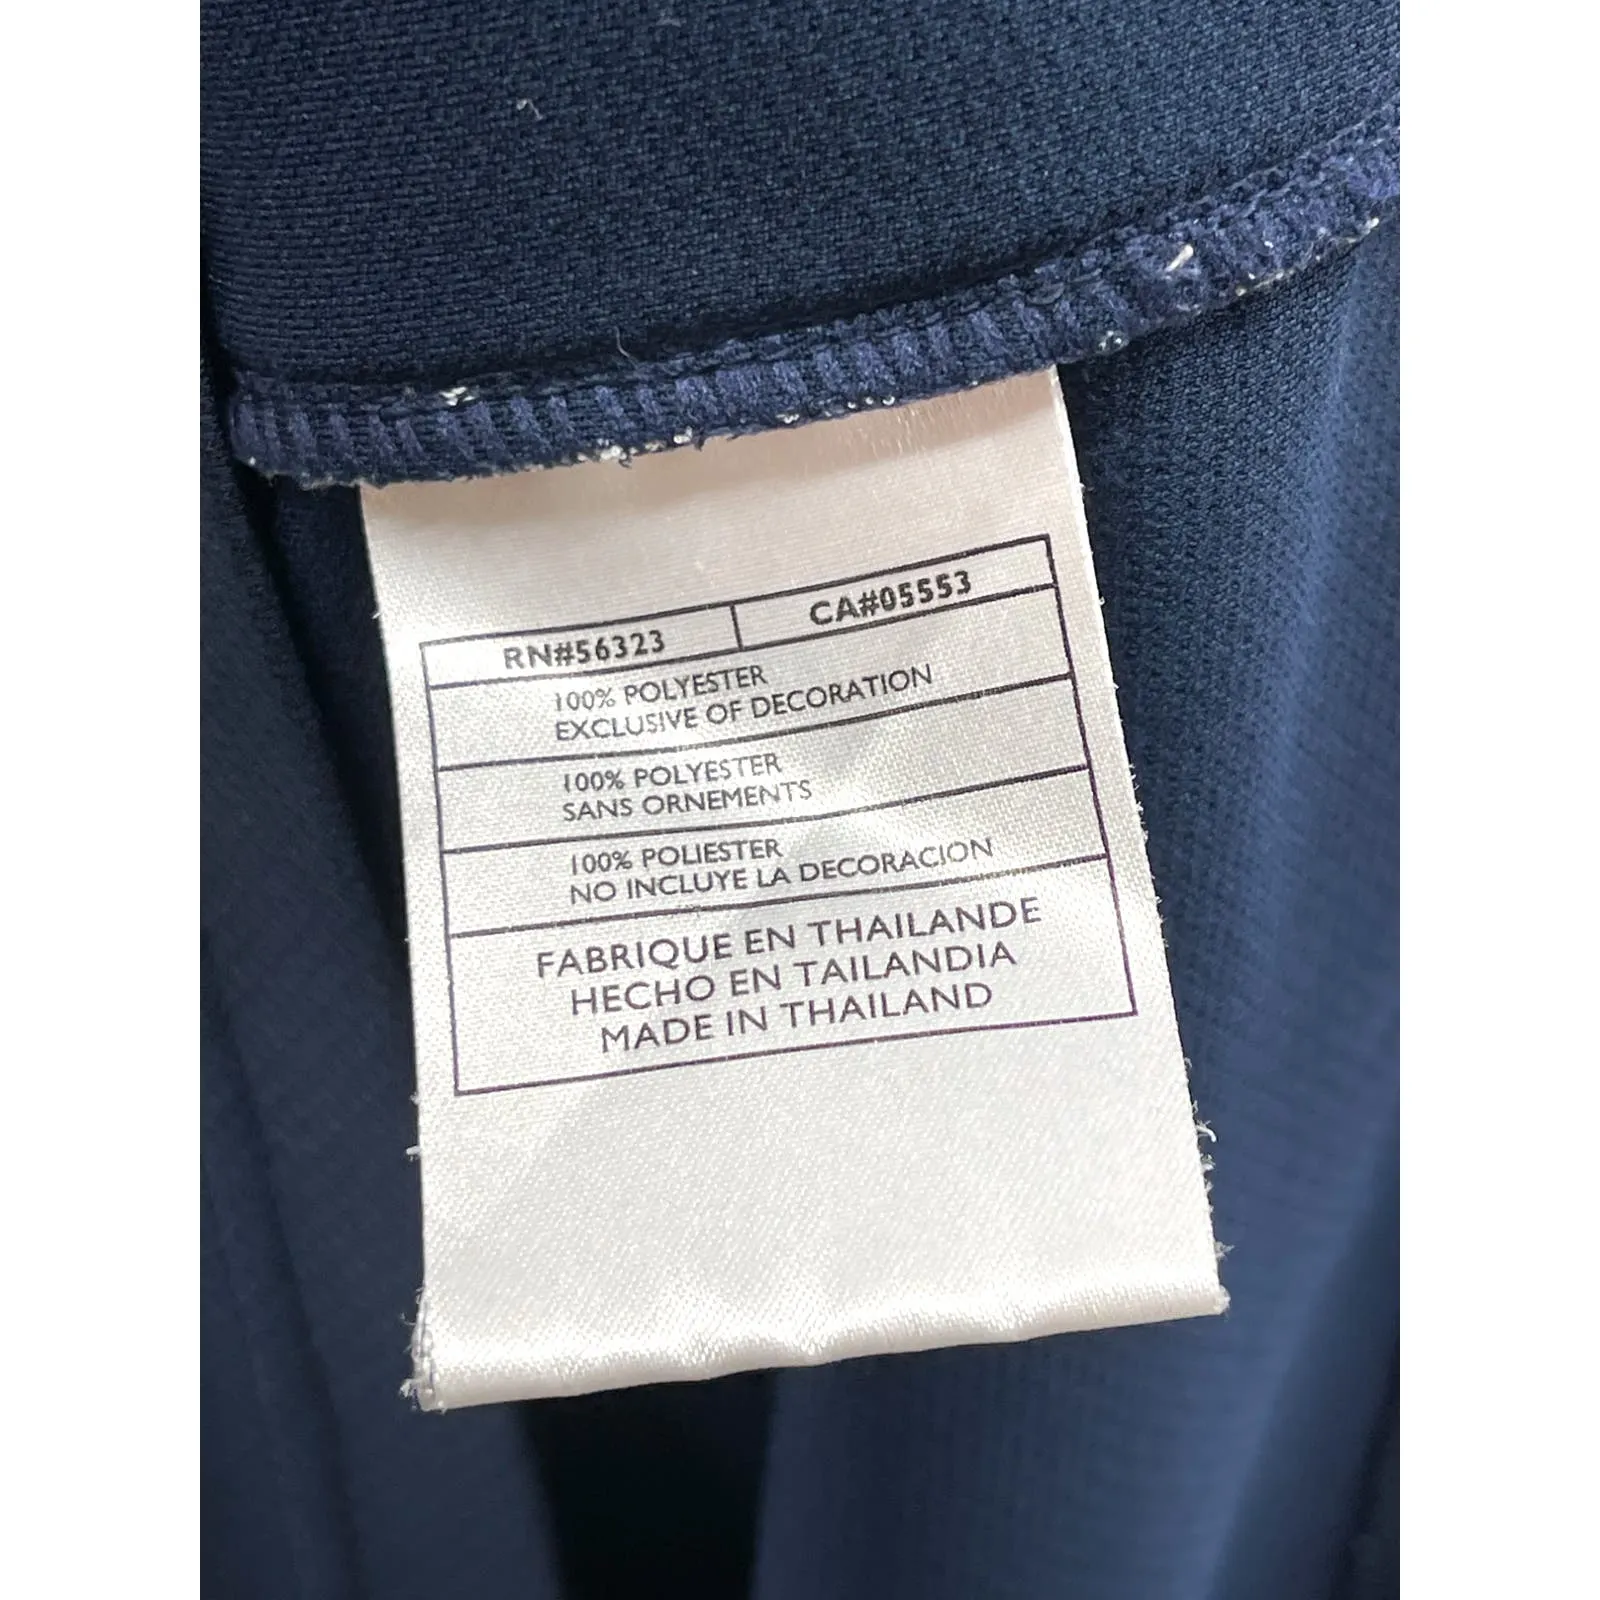 RN#56323 CA#05553
100% POLYESTER
EXCLUSIVE OF DECORATION
100% POLYESTER
SANS ORNEMENTS
100% POLIESTER
NO INCLUYE LA DECORACION
FABRIQUE EN THAILANDE
HECHO EN TAILANDIA
MADE IN THAILAND